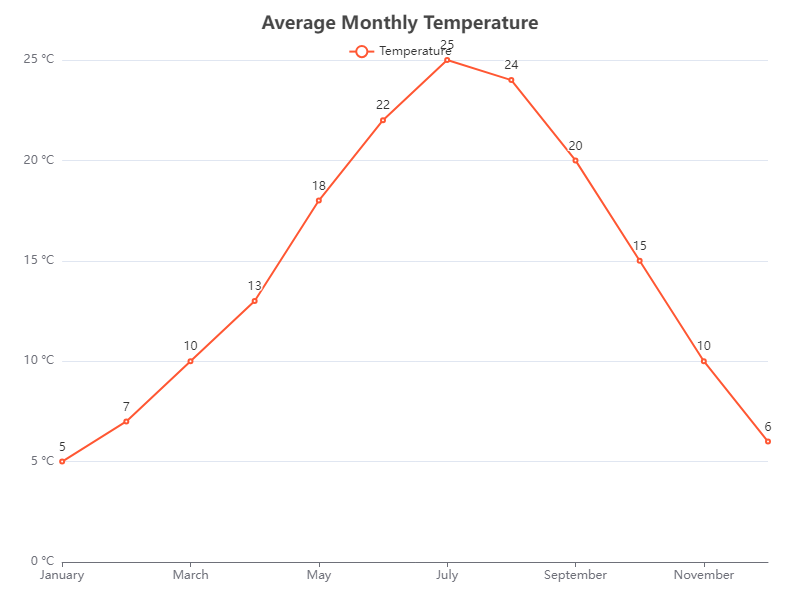 Average Monthly Temperature
Temperature
25
25 °C
24
22
20
20 °C
18
15
15 °C
13
10
10
10 °C
7
6
5
5 °C
0 °C
January March May July September November